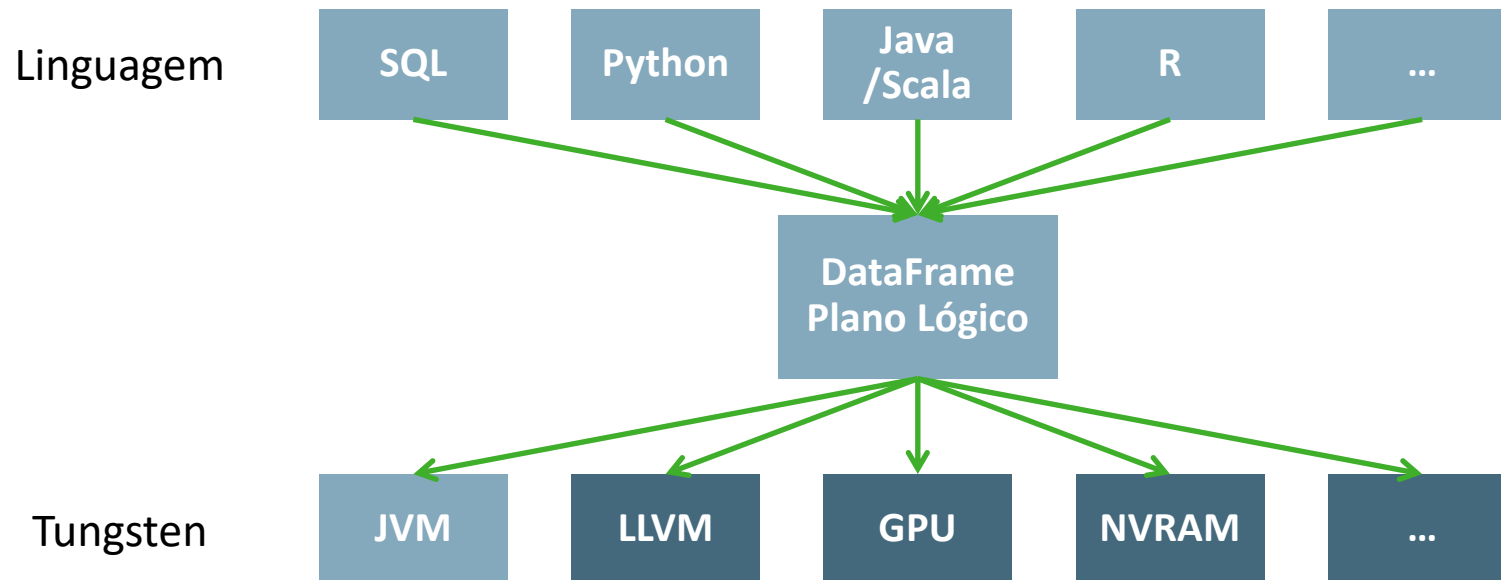 Linguagem
SQL
Python
Java
/Scala
R
...
DataFrame
Plano Lógico
Tungsten
JVM
LLVM
GPU
NVRAM
...